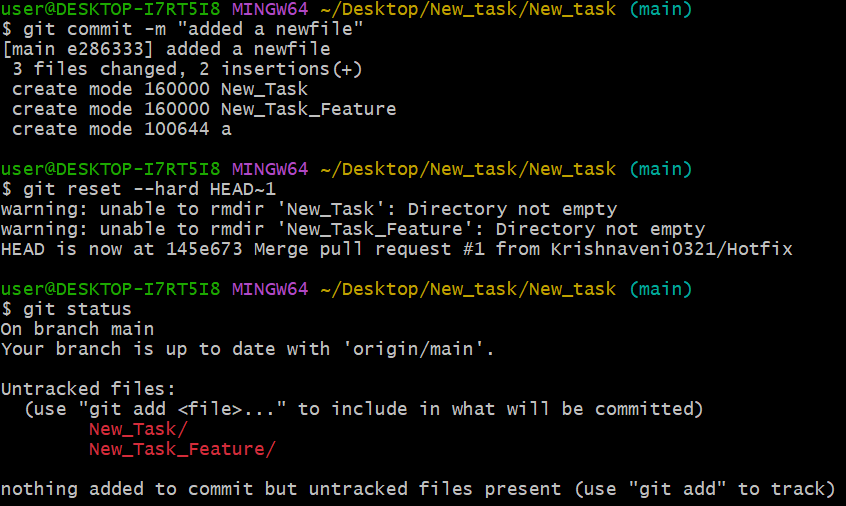 user@DESKTOP-I7RT5I8 MINGW64 ~/Desktop/New_task/New_task (main)
$ git commit -m "added a newfile"
[main e286333] added a newfile
 3 files changed, 2 insertions(+)
 create mode 160000 New_Task
 create mode 160000 New_Task_Feature
 create mode 100644 a

user@DESKTOP-I7RT5I8 MINGW64 ~/Desktop/New_task/New_task (main)
$ git reset --hard HEAD~1
warning: unable to rmdir 'New_Task': Directory not empty
warning: unable to rmdir 'New_Task_Feature': Directory not empty
HEAD is now at 145e673 Merge pull request #1 from Krishnaveni0321/Hotfix

user@DESKTOP-I7RT5I8 MINGW64 ~/Desktop/New_task/New_task (main)
$ git status
On branch main
Your branch is up to date with 'origin/main'.

Untracked files:
  (use "git add <file>..." to include in what will be committed)
        New_Task/
        New_Task_Feature/

nothing added to commit but untracked files present (use "git add" to track)